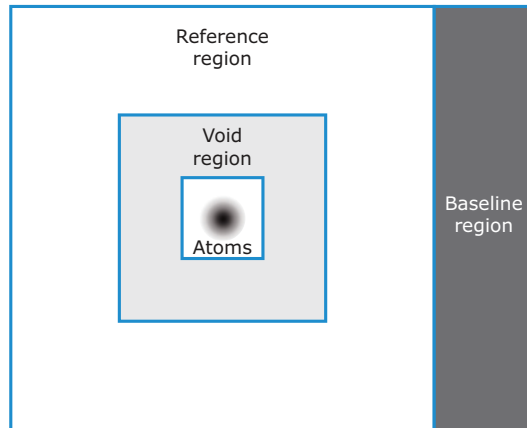 Reference
region
Void
region
Atoms
Baseline
region